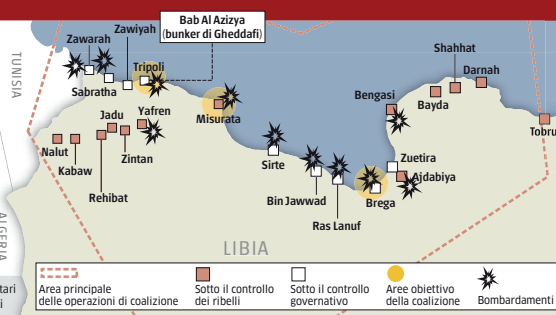 Bab Al Azizya
(bunker di Gheddafi)
Zawiyah
Zawarah
Tripoli
Sabratha
Shahhat
Darnah
Bengasi
Bayda
Tobru
TUNISIA
Jadu
Yafren
Misurata
Nalut
Zintan
Kabaw
Rehibat
Sirte
Zuetira
Ajdabiya
Bin Jawwad
Brega
Ras Lanuf
ALGERIA
LIBIA
tari
i
Area principale
delle operazioni di coalizione
Sotto il controllo
dei ribelli
Sotto il controllo
governativo
Aree obiettivo
della coalizione
Bombardamenti